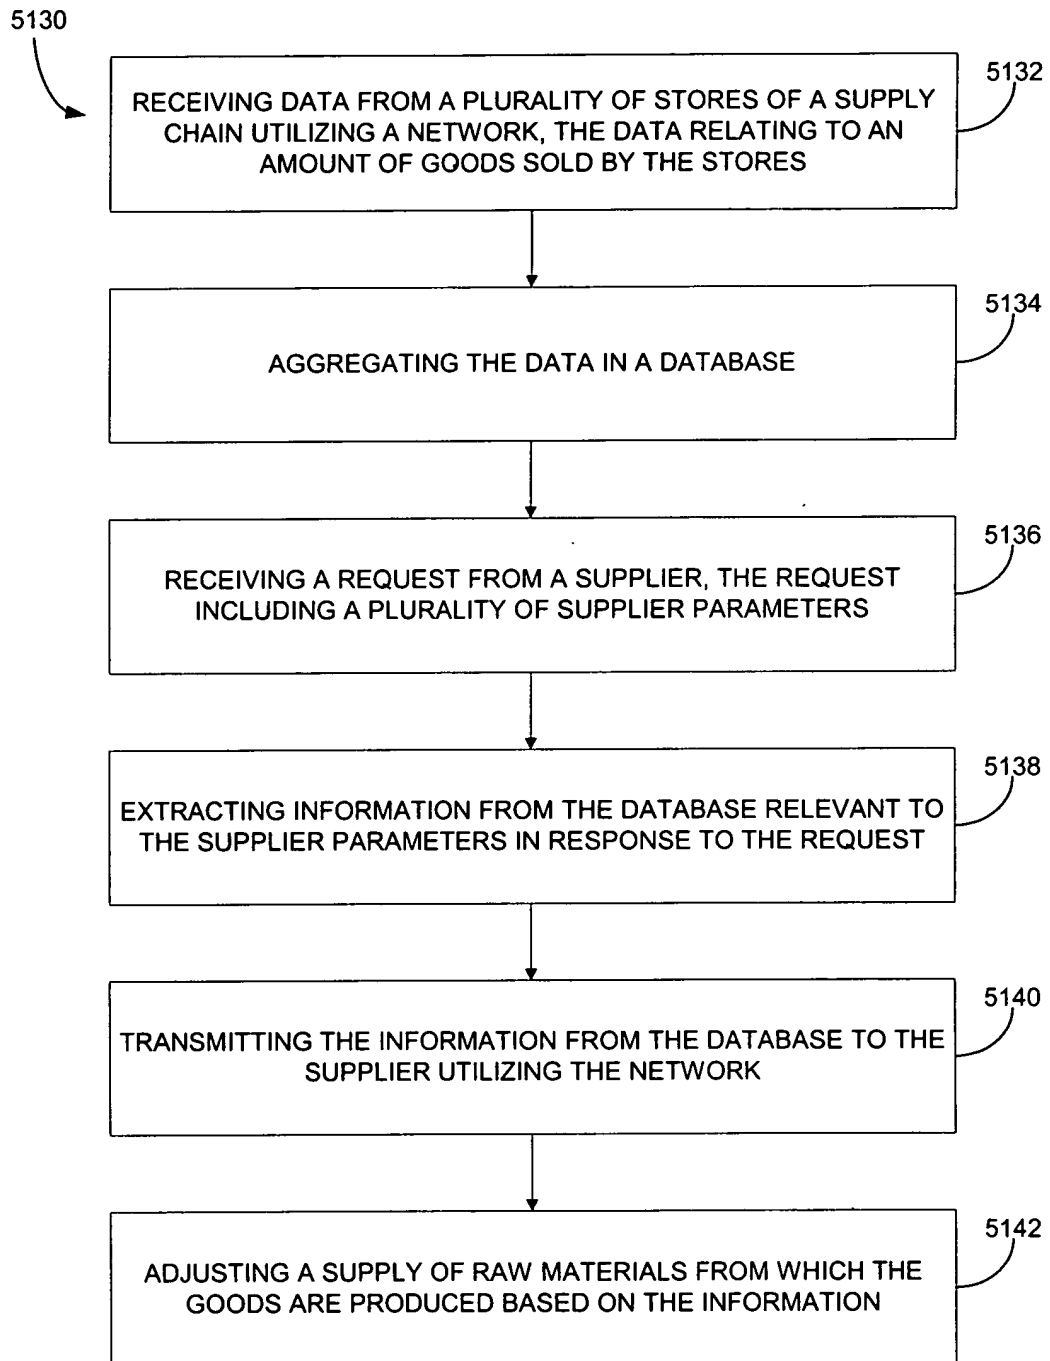 5130
5132
RECEIVING DATA FROM A PLURALITY OF STORES OF A SUPPLY
CHAIN UTILIZING A NETWORK, THE DATA RELATING TO AN
AMOUNT OF GOODS SOLD BY THE STORES
5134
AGGREGATING THE DATA IN A DATABASE
5136
RECEIVING A REQUEST FROM A SUPPLIER, THE REQUEST
INCLUDING A PLURALITY OF SUPPLIER PARAMETERS
5138
EXTRACTING INFORMATION FROM THE DATABASE RELEVANT TO
THE SUPPLIER PARAMETERS IN RESPONSE TO THE REQUEST
5140
TRANSMITTING THE INFORMATION FROM THE DATABASE TO THE
SUPPLIER UTILIZING THE NETWORK
5142
ADJUSTING A SUPPLY OF RAW MATERIALS FROM WHICH THE
GOODS ARE PRODUCED BASED ON THE INFORMATION